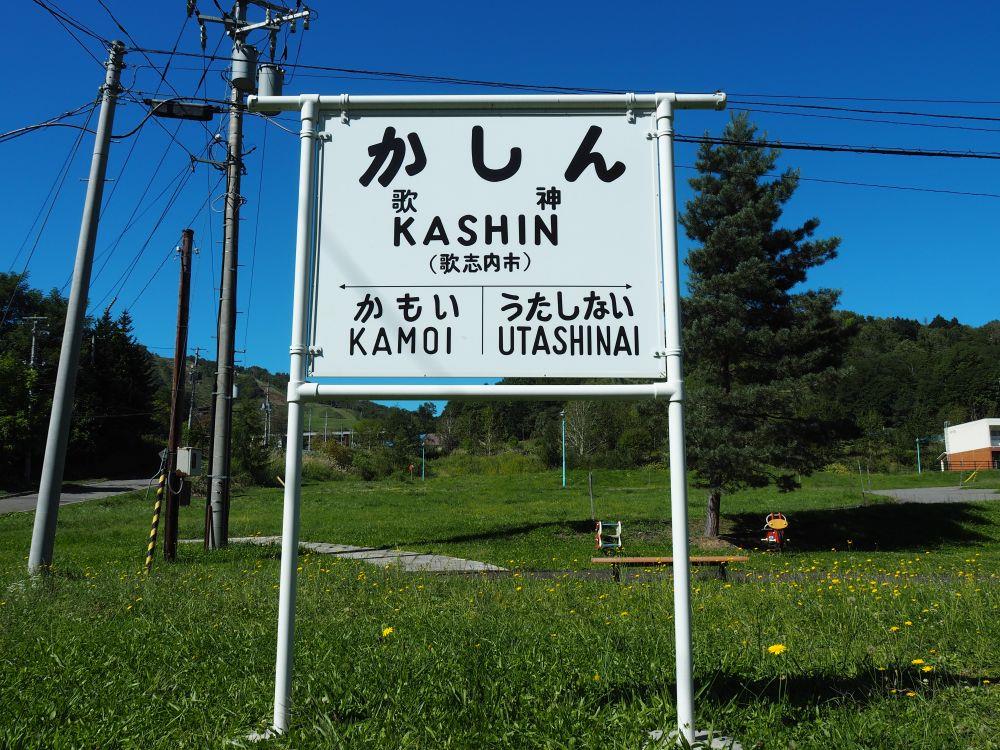 かしん
歌 神
KASHIN
(歌志内市)
かもい うたしない
KAMOI UTASHINAI